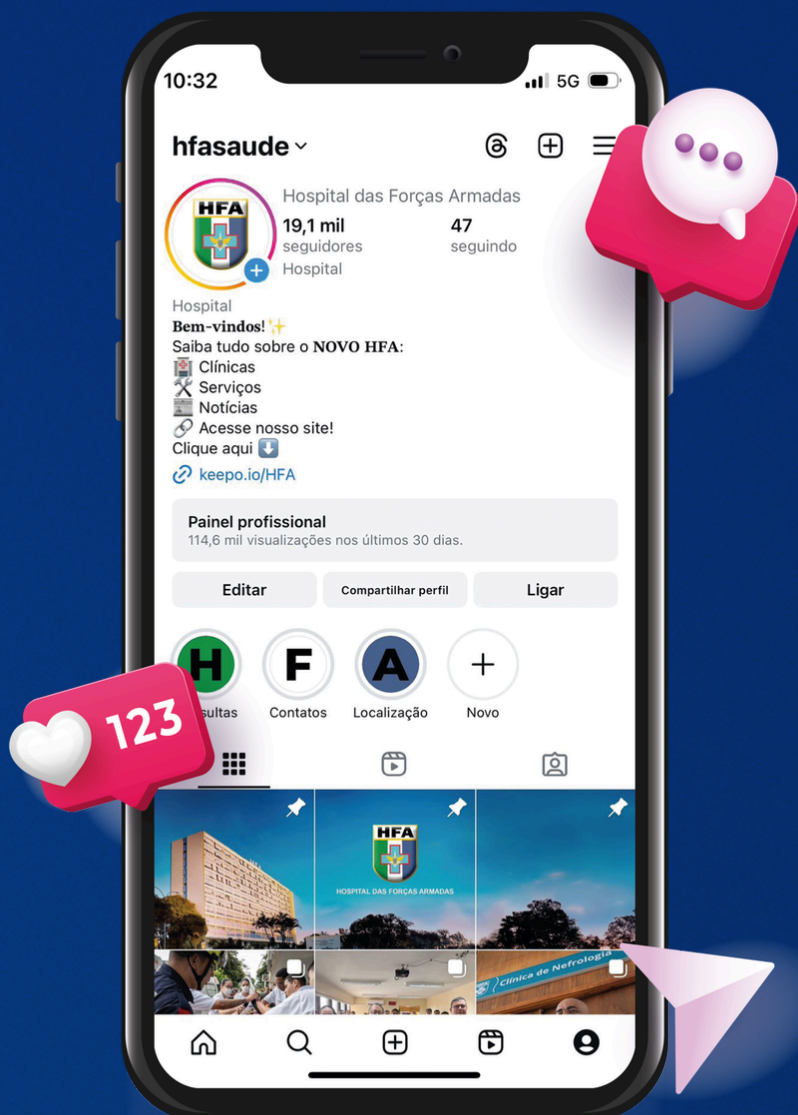 10:32
5G
hfasaude
HFA
Hospital das Forças Armadas
19,1 mil
47
seguidores
seguindo
Hospital
Hospital
Bem-vindos!✨
Saiba tudo sobre o NOVO HFA:
🏥 Clínicas
🛠 Serviços
📰 Notícias
🔗 Acesse nosso site!
Clique aqui ⬇️
keepo.io/HFA
Painel profissional
114,6 mil visualizações nos últimos 30 dias.
Editar
Compartilhar perfil
Ligar
H
F
A
Contatos
Localização
Novo
123
HFA
HOSPITAL DAS FORÇAS ARMADAS
Clínica de Nefrologia